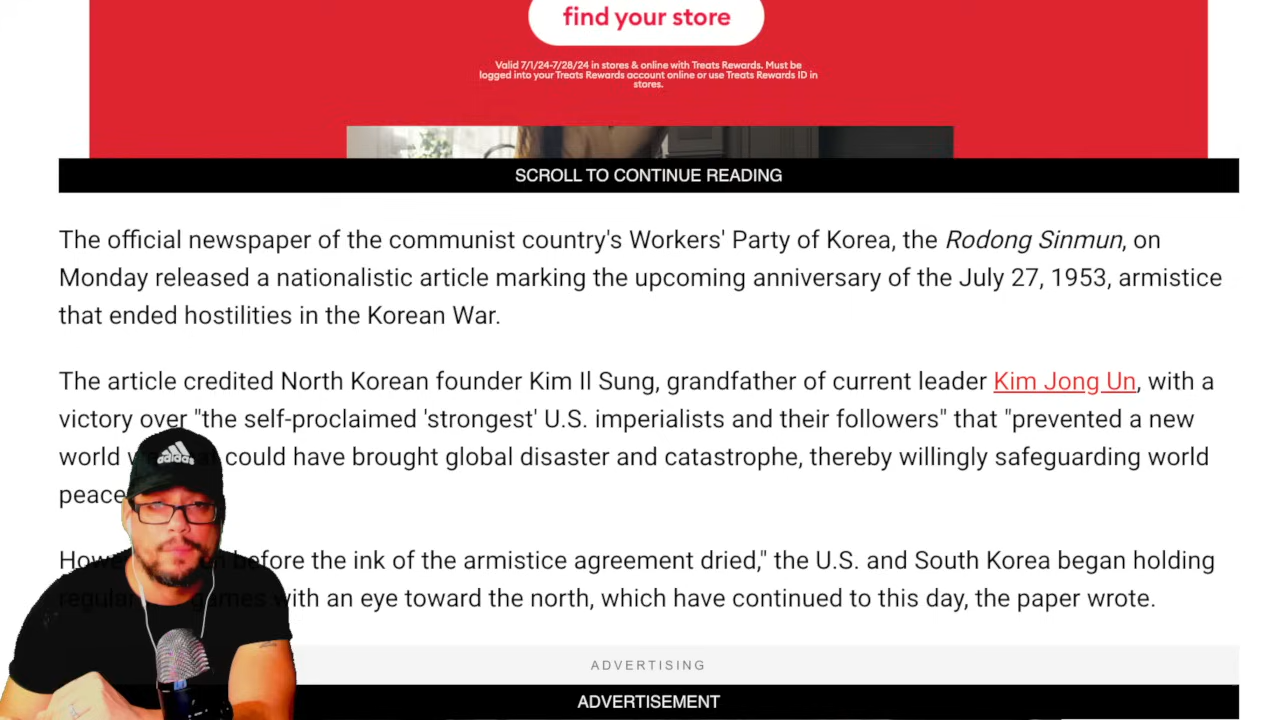 find your store
Valid 7/1/24-7/28/24 in stores & online with Treats Rewards. Must be
logged into your Treats Rewards account online or use Treats Rewards ID in
stores.
SCROLL TO CONTINUE READING
The official newspaper of the communist country's Workers' Party of Korea, the Rodong Sinmun, on
Monday released a nationalistic article marking the upcoming anniversary of the July 27, 1953, armistice
that ended hostilities in the Korean War.
The article credited North Korean founder Kim Il Sung, grandfather of current leader Kim Jong Un, with a
victory over "the self-proclaimed 'strongest' U.S. imperialists and their followers" that "prevented a new
world could have brought global disaster and catastrophe, thereby willingly safeguarding world
peace
adidas
before the ink of the armistice agreement dried," the U.S. and South Korea began holding
regular games with an eye toward the north, which have continued to this day, the paper wrote.
ADVERTISING
ADVERTISEMENT